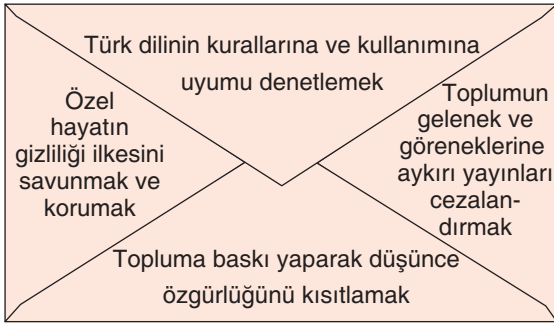 Türk dilinin kurallarına ve kullanımına
uyumu denetlemek
Özel
hayatın
gizliliği ilkesini
savunmak ve
korumak
Toplumun
gelenek ve
göreneklerine
aykırı yayınları
cezalan-
dırmak
Topluma baskı yaparak düşünce
özgürlüğünü kısıtlamak